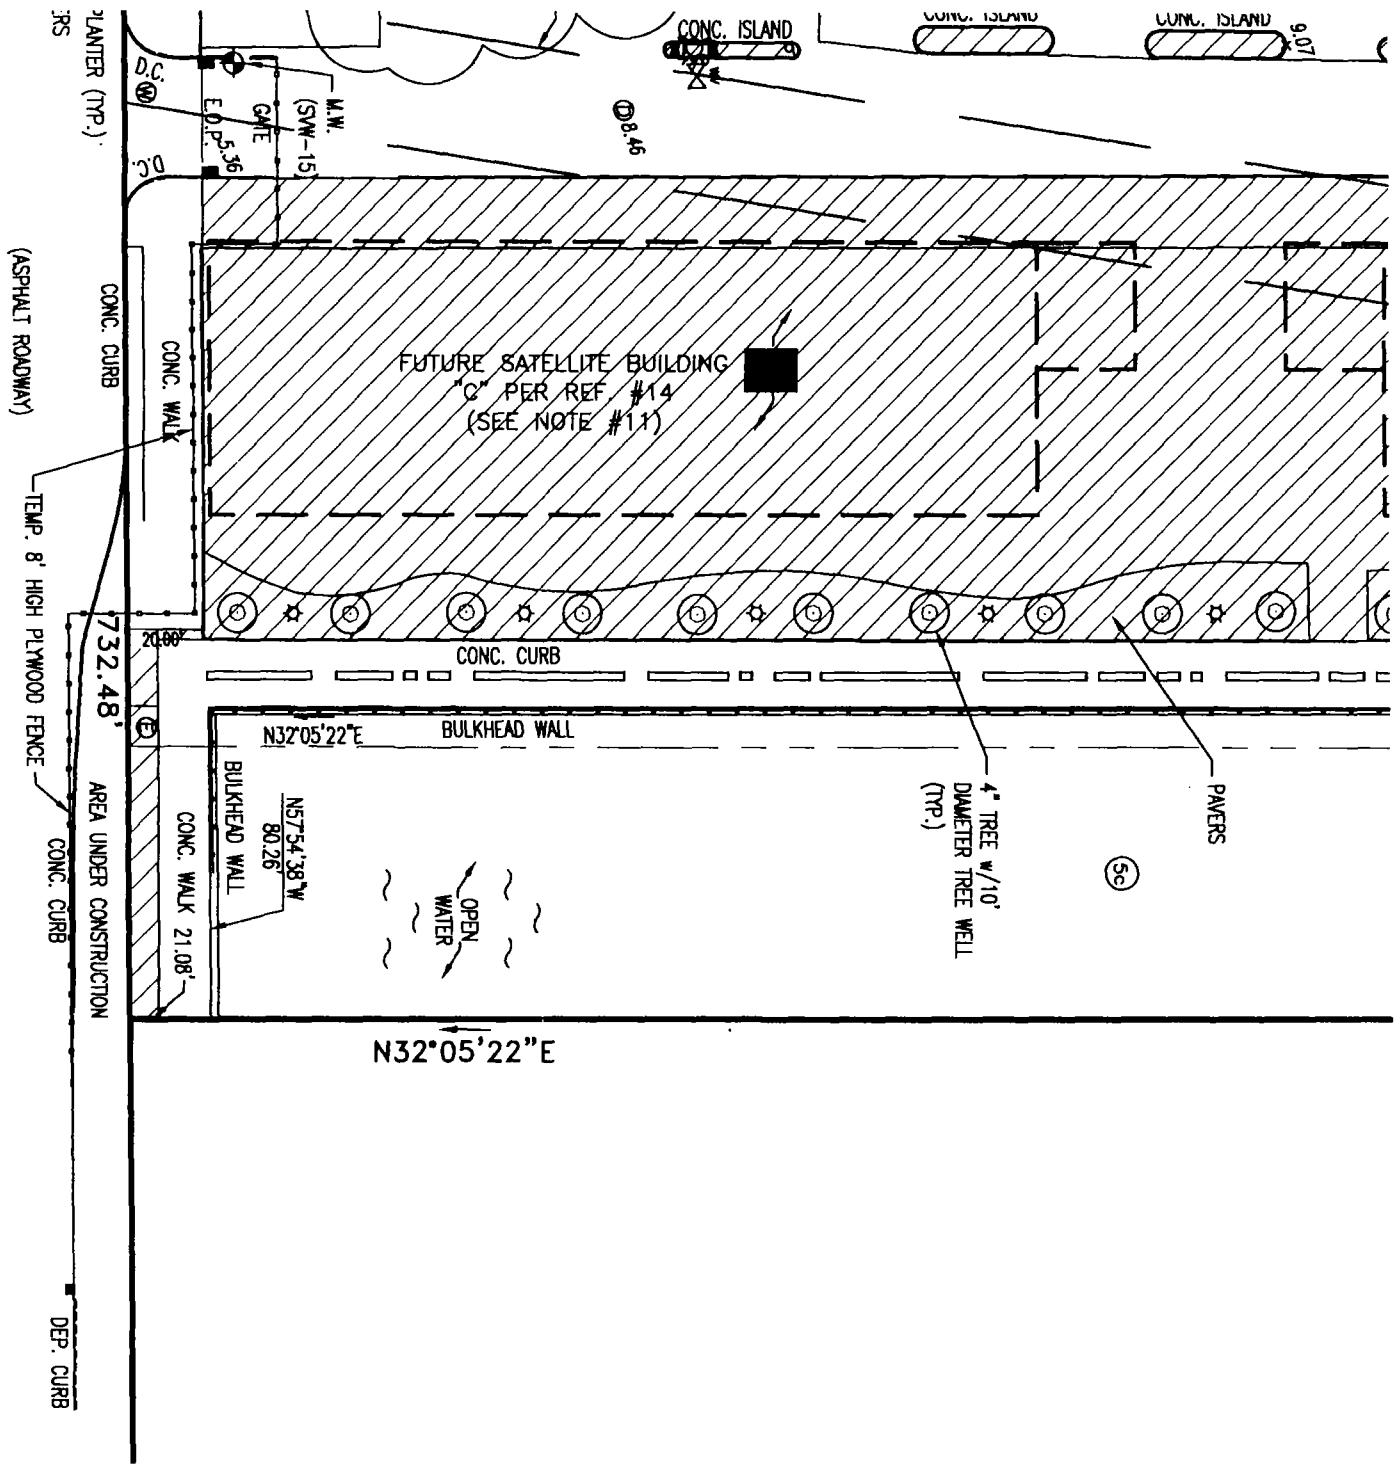 CONC. ISLAND
CONC. ISLAND
CONC. ISLAND
9.07
PLANTER (TYP.)
ERS
D.C.
W
M.W.
(SVW-15)
GATE
E.O.P.
5.36
D.C.
D
8.46
(ASPHALT ROADWAY)
CONC. CURB
CONC. WALK
FUTURE SATELLITE BUILDING
"C" PER REF. #14
(SEE NOTE #11)
TEMP. 8' HIGH PLYWOOD FENCE
732.48'
20.00'
CONC. CURB
E
N32°05'22"E
BULKHEAD WALL
PAVERS
4" TREE w/10'
DIAMETER TREE WELL
(TYP.)
5c
N57°54'38"W
80.26'
BULKHEAD WALL
CONC. WALK 21.08'
AREA UNDER CONSTRUCTION
CONC. CURB
OPEN
WATER
N32°05'22"E
DEP. CURB